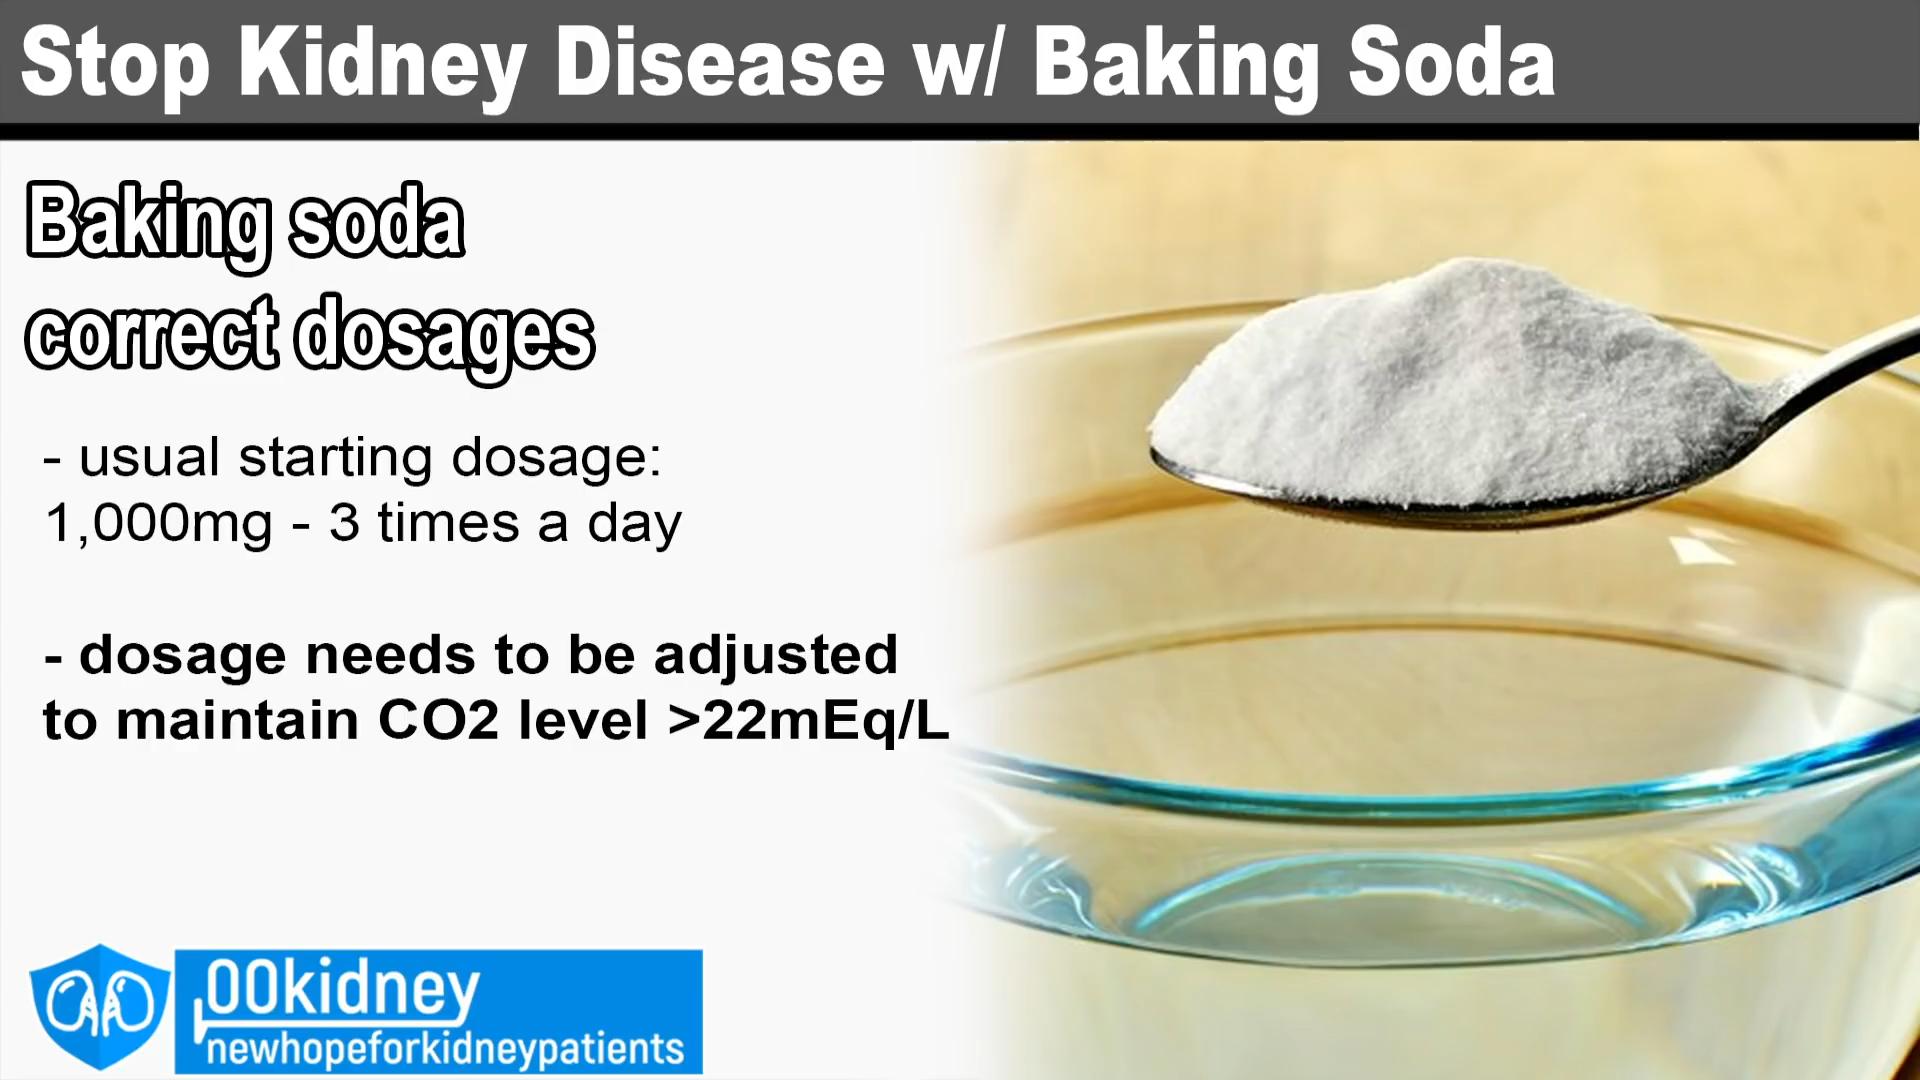 Stop Kidney Disease w/ Baking Soda
Baking soda
correct dosages
- usual starting dosage:
1,000mg - 3 times a day
- dosage needs to be adjusted
to maintain CO2 level >22mEq/L
00kidney
newhopeforkidneypatients